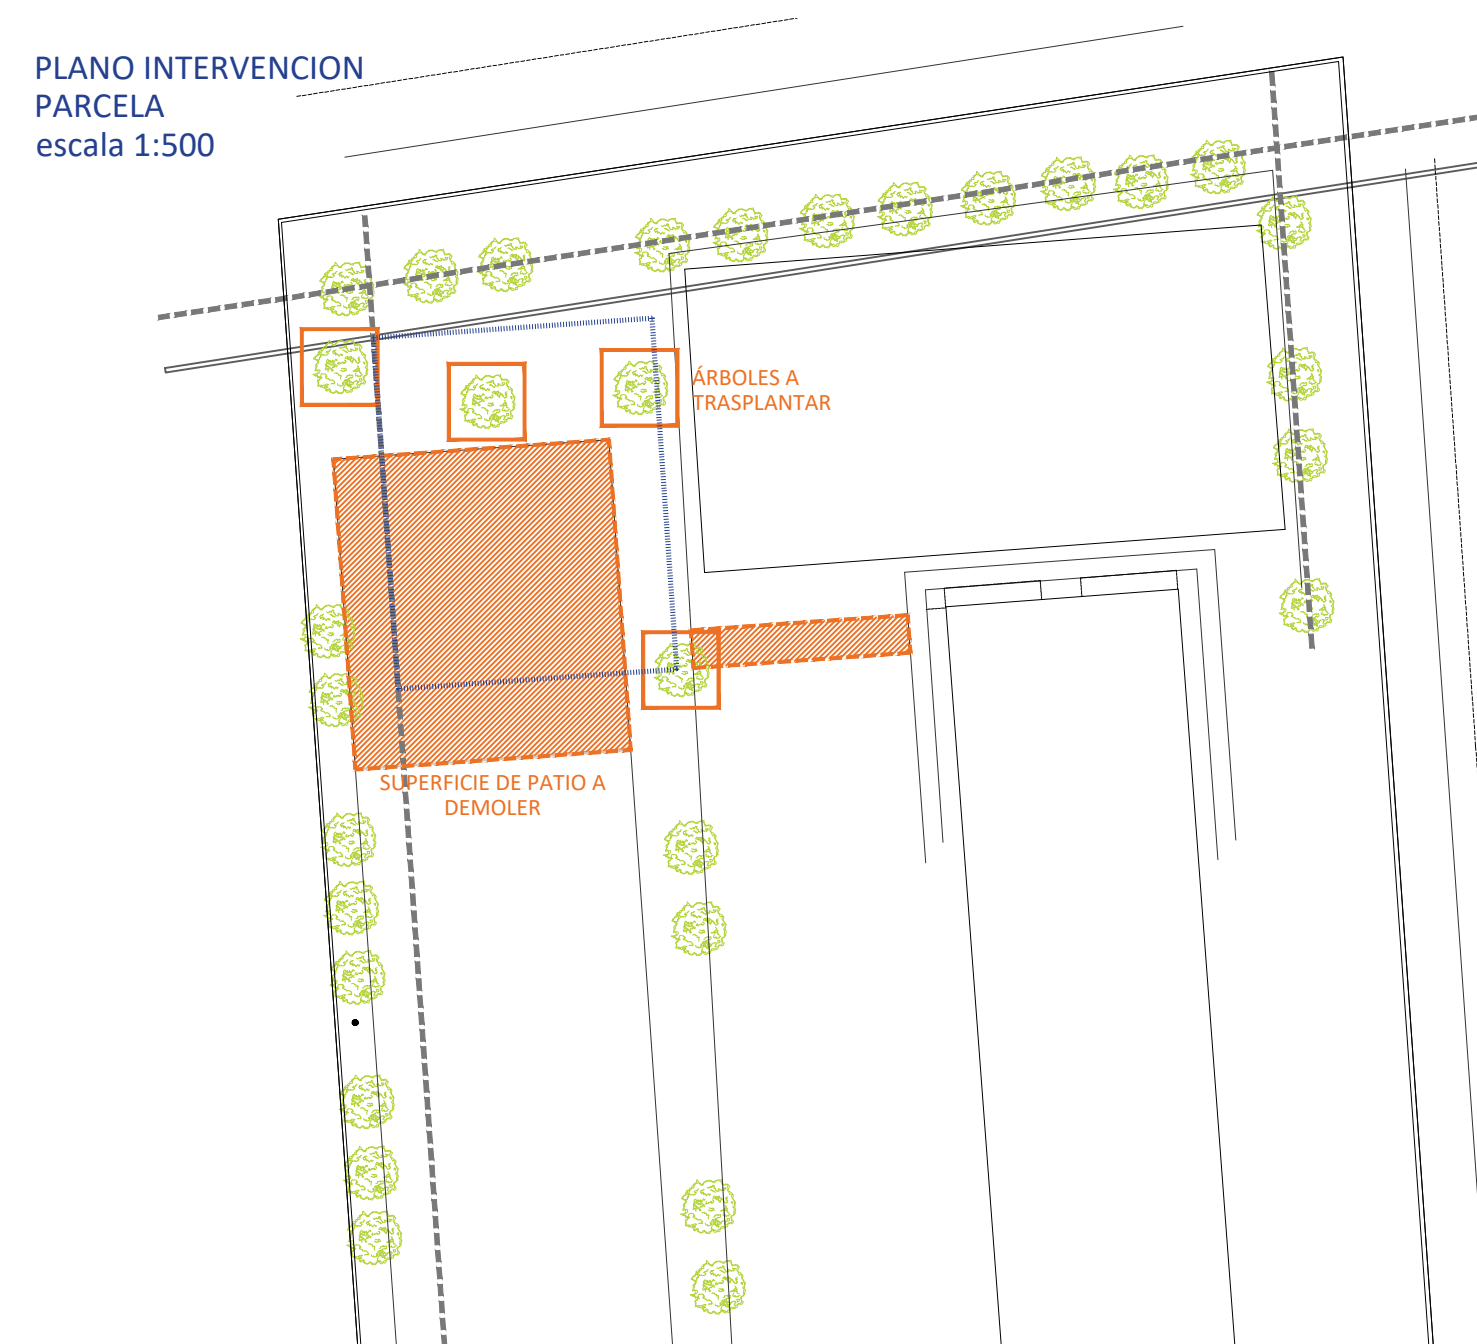 PLANO INTERVENCION
PARCELA
escala 1:500
ÁRBOLES A
TRASPLANTAR
SUPERFICIE DE PATIO A
DEMOLER